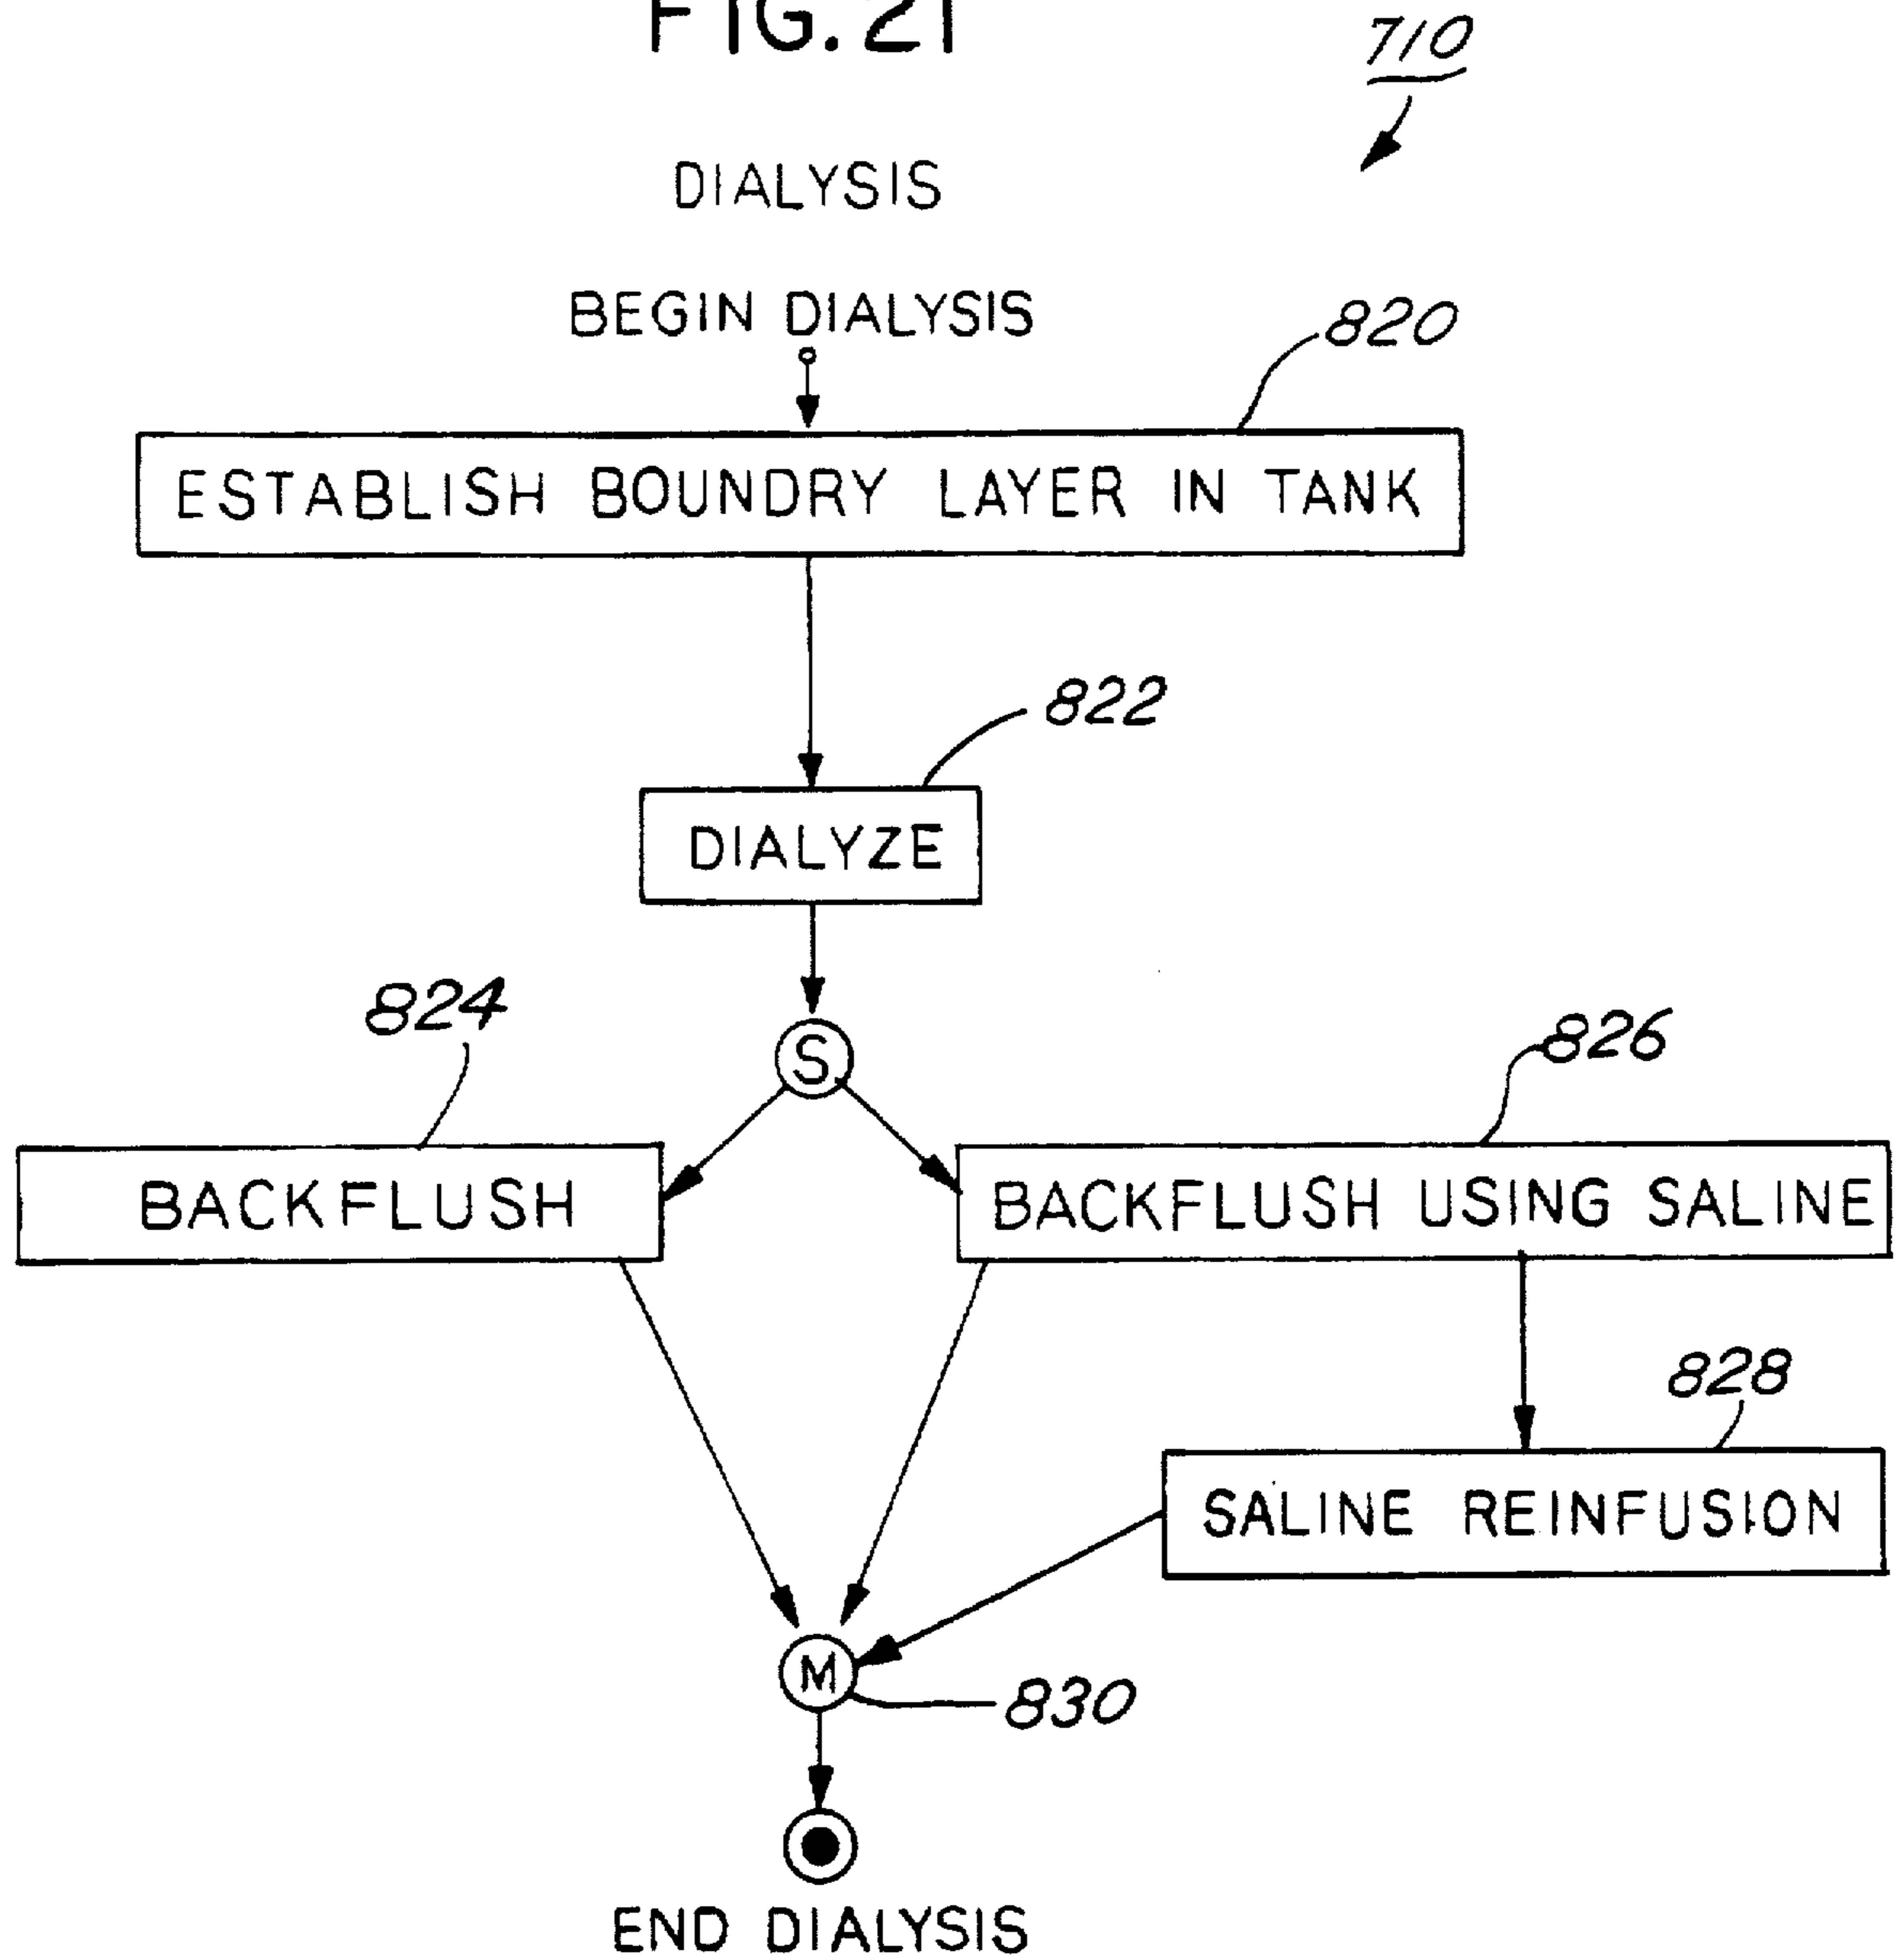 FIG. 21
710
DIALYSIS
BEGIN DIALYSIS
820
ESTABLISH BOUNDRY LAYER IN TANK
822
DIALYZE
824
S
826
BACKFLUSH
BACKFLUSH USING SALINE
828
SALINE REINFUSION
M
830
END DIALYSIS